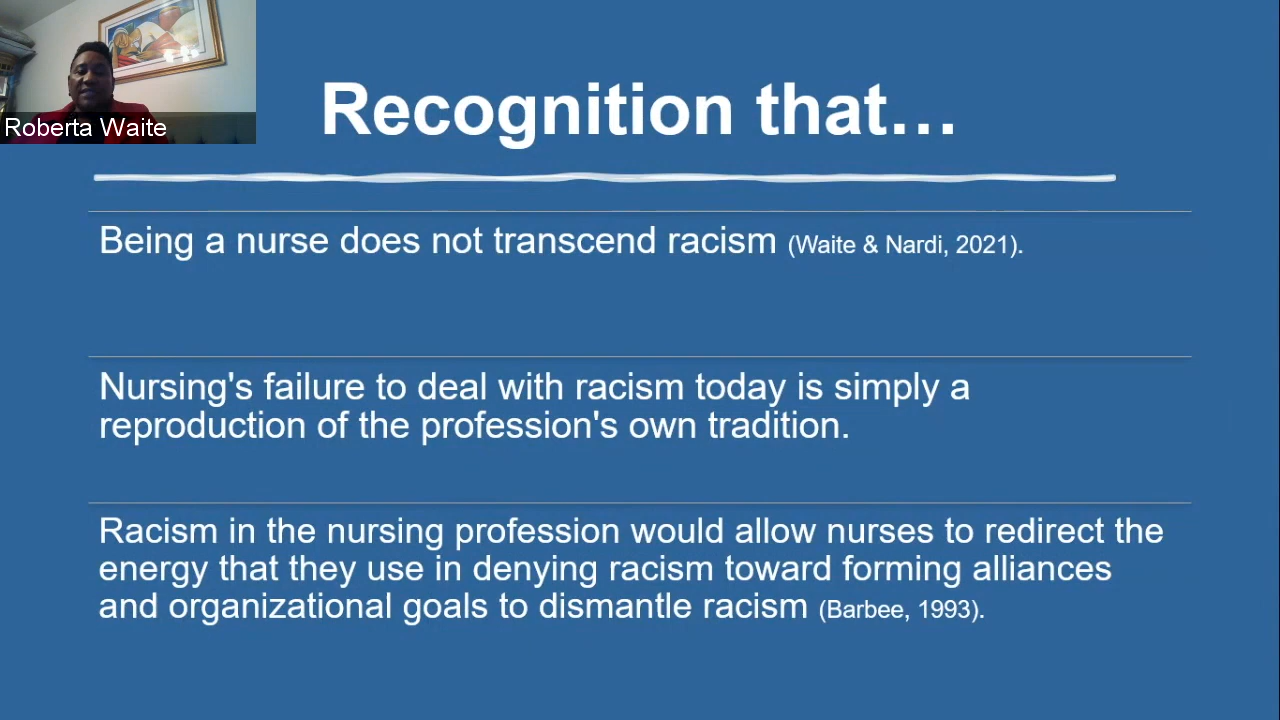 Roberta Waite
Recognition that…
Being a nurse does not transcend racism (Waite & Nardi, 2021).
Nursing's failure to deal with racism today is simply a
reproduction of the profession's own tradition.
Racism in the nursing profession would allow nurses to redirect the
energy that they use in denying racism toward forming alliances
and organizational goals to dismantle racism (Barbee, 1993).